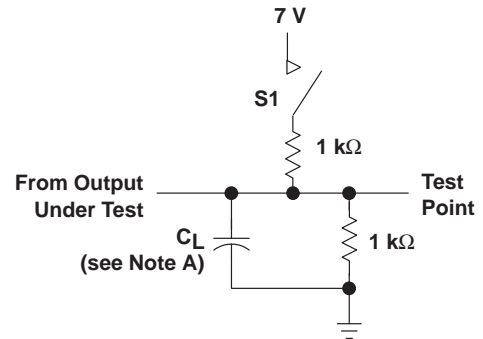 7 V
S1
1 kΩ
From Output
Under Test
Test
Point
CL
(see Note A)
1 kΩ